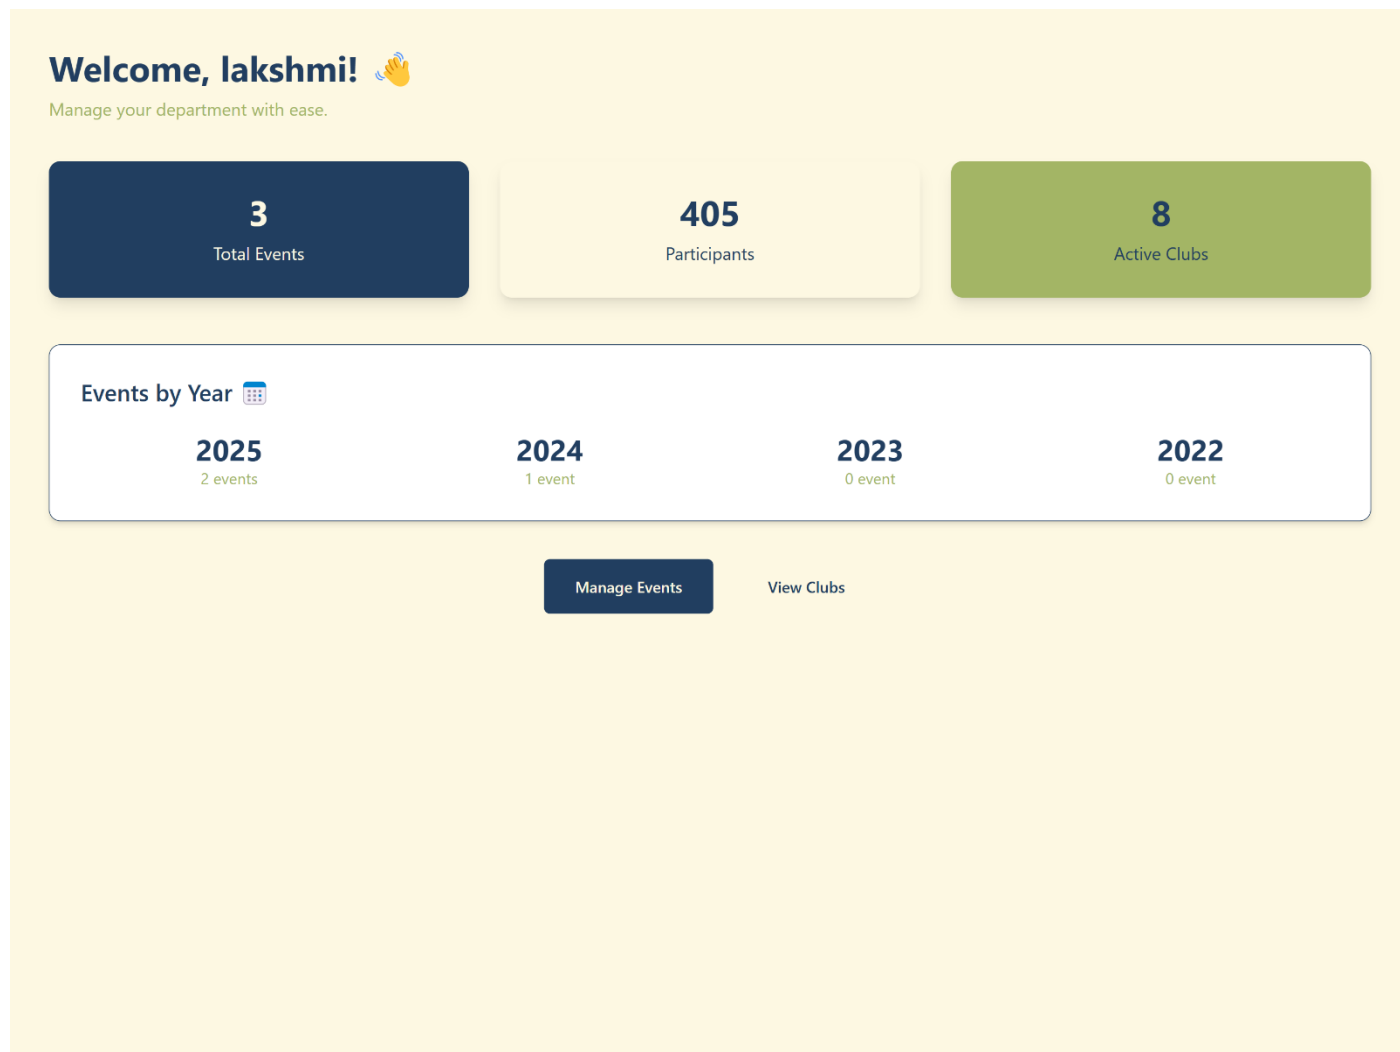 Welcome, lakshmi! 👋
Manage your department with ease.
3
Total Events
405
Participants
8
Active Clubs
Events by Year
2025
2 events
2024
1 event
2023
0 event
2022
0 event
Manage Events
View Clubs